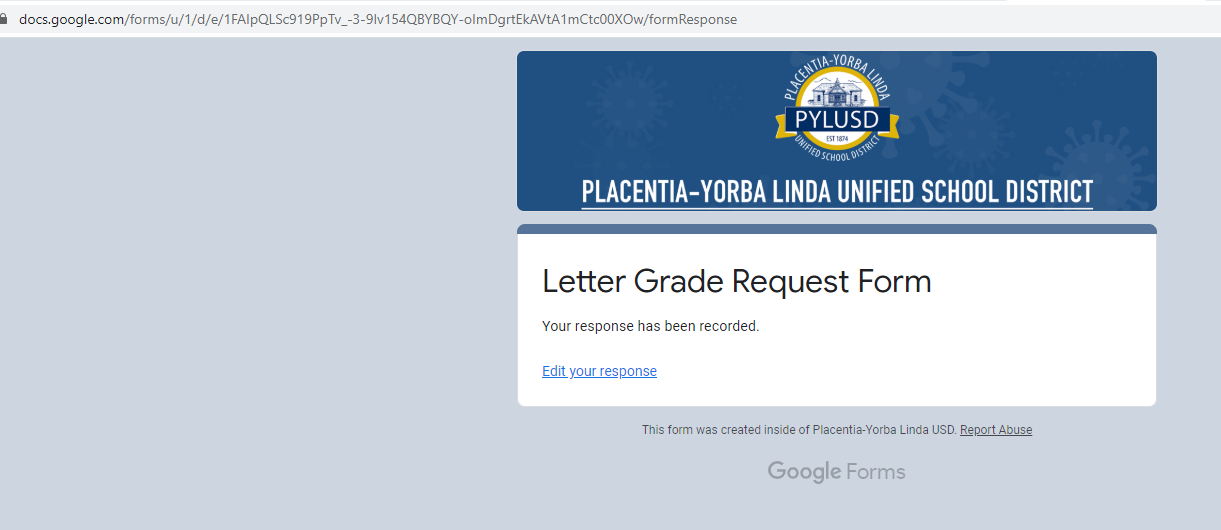 docs.google.com/forms/u/1/d/e/1FAIpQLSc919PpTv_-3-9Iv154QBYBQY-oImDgrtEkAVtA1mCtc00XOw/formResponse
PLACENTIA-YORBA LINDA
PYLUSD
EST 1874
UNIFIED SCHOOL DISTRICT
PLACENTIA-YORBA LINDA UNIFIED SCHOOL DISTRICT
Letter Grade Request Form
Your response has been recorded.
Edit your response
This form was created inside of Placentia-Yorba Linda USD. Report Abuse
Google Forms